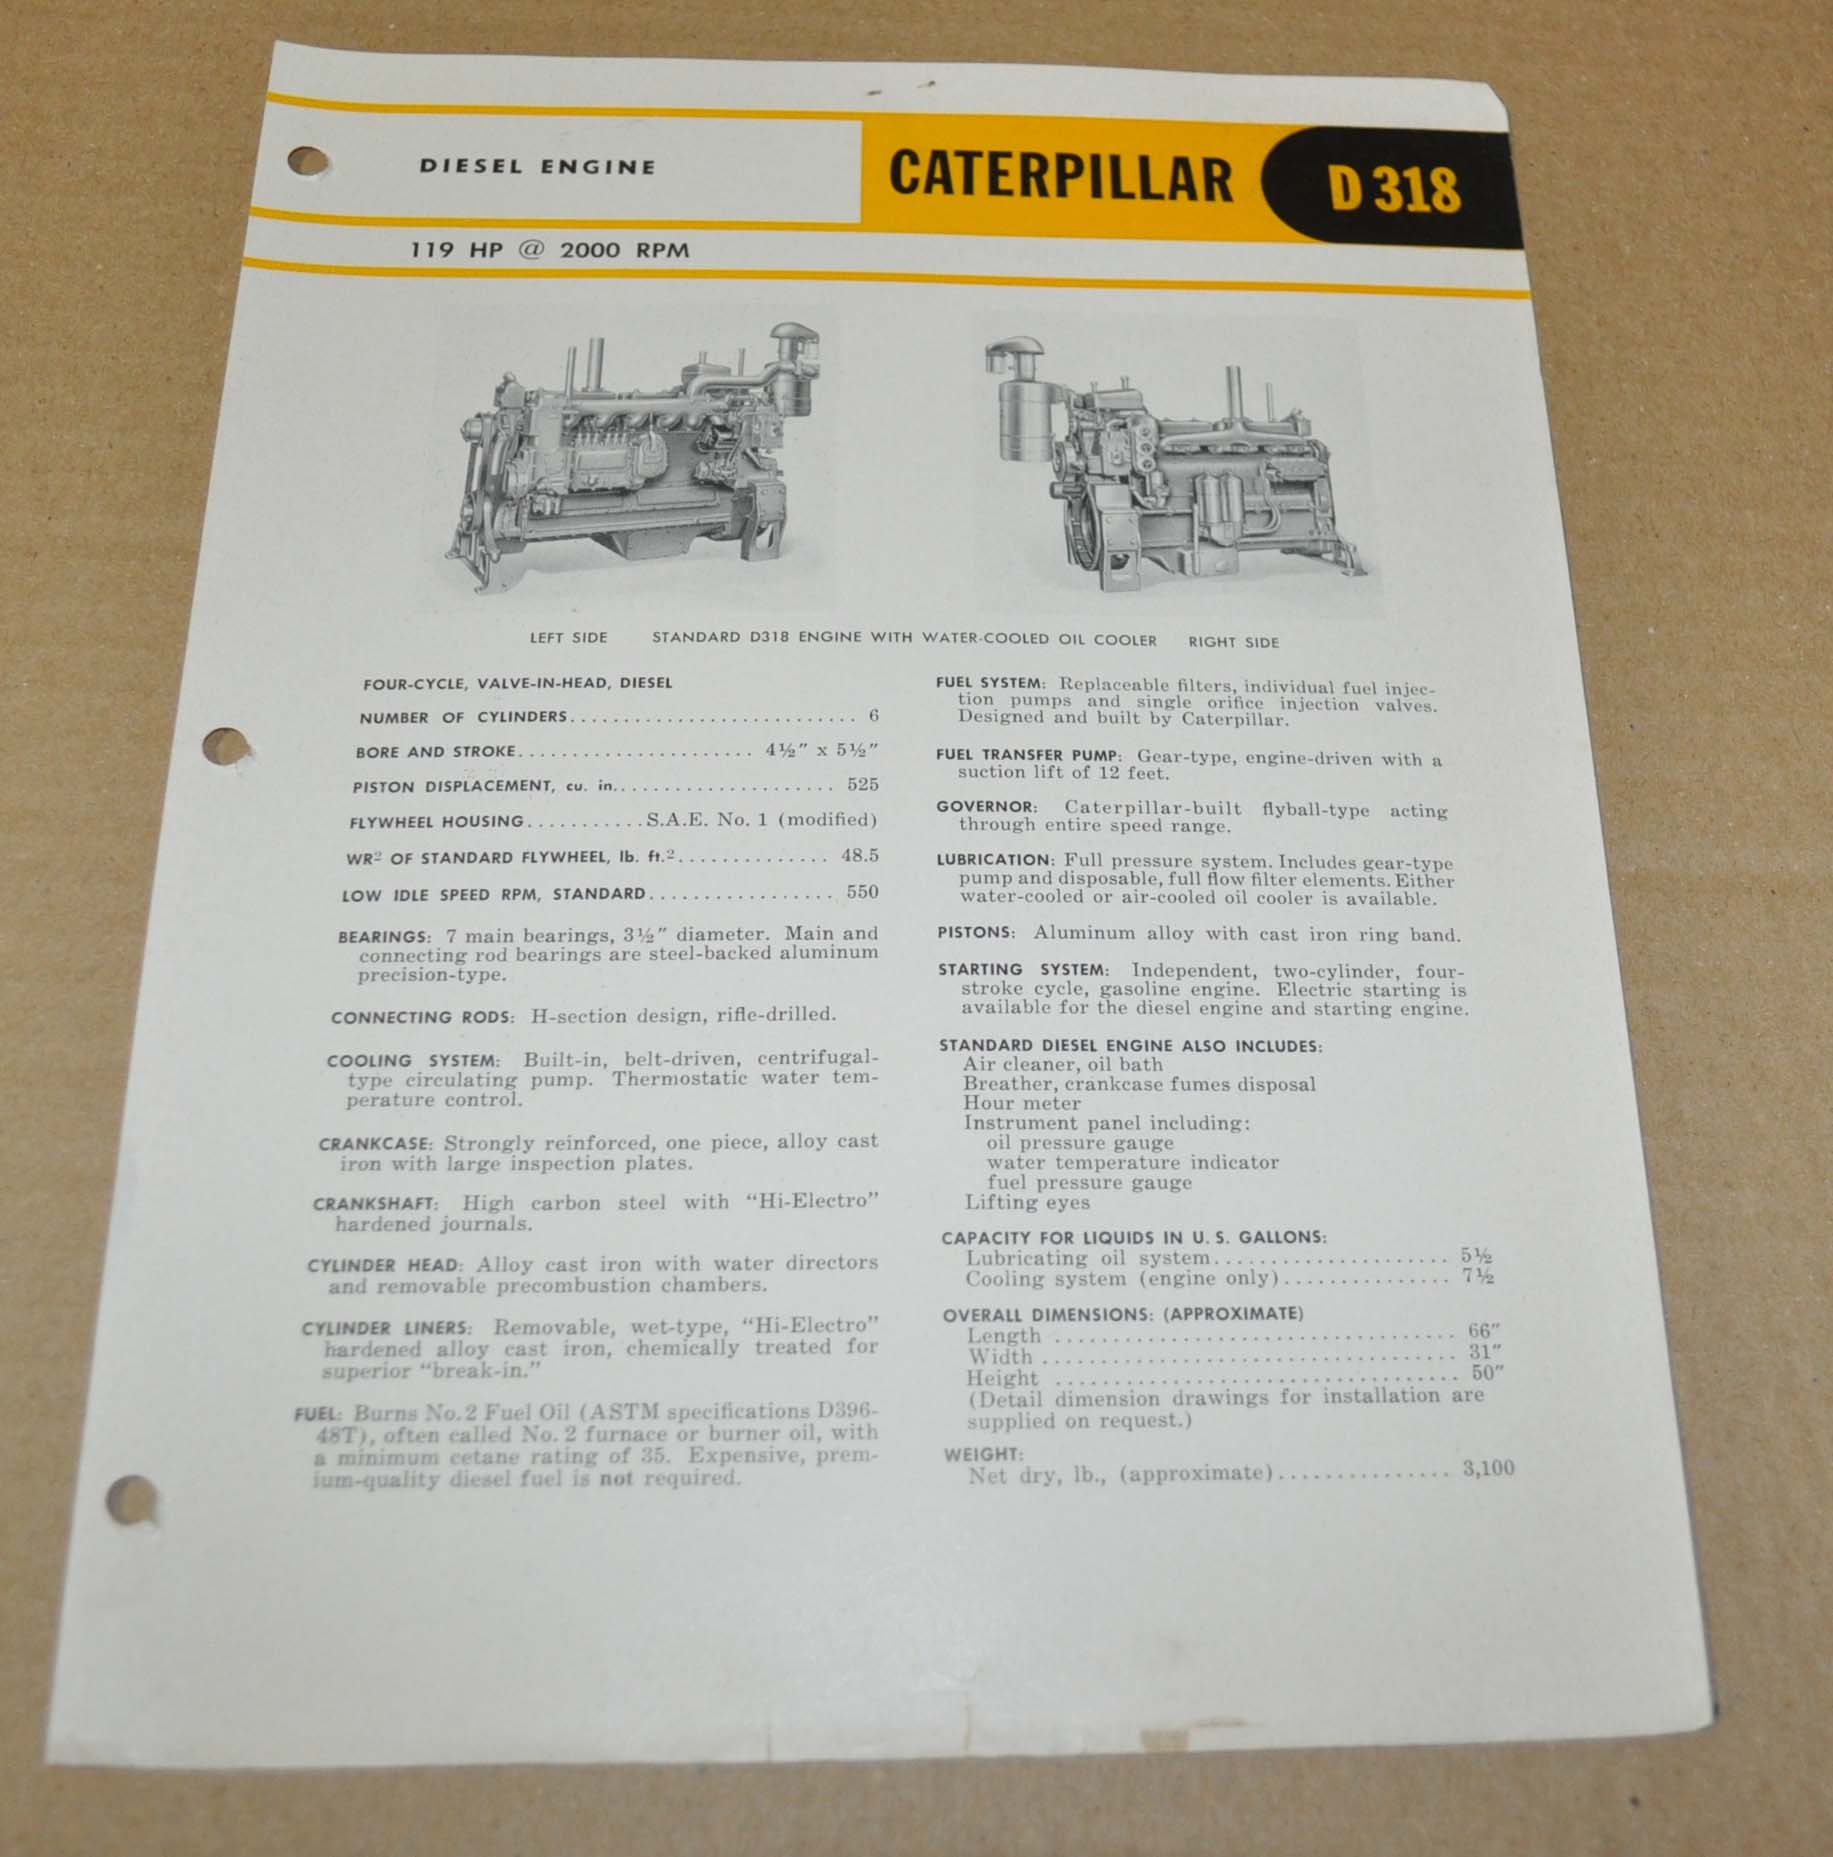 DIESEL ENGINE
CATERPILLAR
D318
119 HP @ 2000 RPM
LEFT SIDE STANDARD D318 ENGINE WITH WATER-COOLED OIL COOLER RIGHT SIDE
FOUR-CYCLE, VALVE-IN-HEAD, DIESEL
NUMBER OF CYLINDERS........................... 6
BORE AND STROKE...................... 4½" x 5½"
PISTON DISPLACEMENT, cu. in...................... 525
FLYWHEEL HOUSING...........S.A.E. No. 1 (modified)
WR² OF STANDARD FLYWHEEL, lb. ft.².............. 48.5
LOW IDLE SPEED RPM, STANDARD................. 550
BEARINGS: 7 main bearings, 3½" diameter. Main and
connecting rod bearings are steel-backed aluminum
precision-type.
CONNECTING RODS: H-section design, rifle-drilled.
COOLING SYSTEM: Built-in, belt-driven, centrifugal-
type circulating pump. Thermostatic water tem-
perature control.
CRANKCASE: Strongly reinforced, one piece, alloy cast
iron with large inspection plates.
CRANKSHAFT: High carbon steel with "Hi-Electro"
hardened journals.
CYLINDER HEAD: Alloy cast iron with water directors
and removable precombustion chambers.
CYLINDER LINERS: Removable, wet-type, "Hi-Electro"
hardened alloy cast iron, chemically treated for
superior "break-in."
FUEL: Burns No. 2 Fuel Oil (ASTM specifications D396-
48T), often called No. 2 furnace or burner oil, with
a minimum cetane rating of 35. Expensive, prem-
ium-quality diesel fuel is not required.
FUEL SYSTEM: Replaceable filters, individual fuel injec-
tion pumps and single orifice injection valves.
Designed and built by Caterpillar.
FUEL TRANSFER PUMP: Gear-type, engine-driven with a
suction lift of 12 feet.
GOVERNOR: Caterpillar-built flyball-type acting
through entire speed range.
LUBRICATION: Full pressure system. Includes gear-type
pump and disposable, full flow filter elements. Either
water-cooled or air-cooled oil cooler is available.
PISTONS: Aluminum alloy with cast iron ring band.
STARTING SYSTEM: Independent, two-cylinder, four-
stroke cycle, gasoline engine. Electric starting is
available for the diesel engine and starting engine.
STANDARD DIESEL ENGINE ALSO INCLUDES:
Air cleaner, oil bath
Breather, crankcase fumes disposal
Hour meter
Instrument panel including:
oil pressure gauge
water temperature indicator
fuel pressure gauge
Lifting eyes
CAPACITY FOR LIQUIDS IN U. S. GALLONS:
Lubricating oil system...................... 5½
Cooling system (engine only)................ 7½
OVERALL DIMENSIONS: (APPROXIMATE)
Length ..................................... 66"
Width ...................................... 31"
Height ..................................... 50"
(Detail dimension drawings for installation are
supplied on request.)
WEIGHT:
Net dry, lb., (approximate)................ 3,100